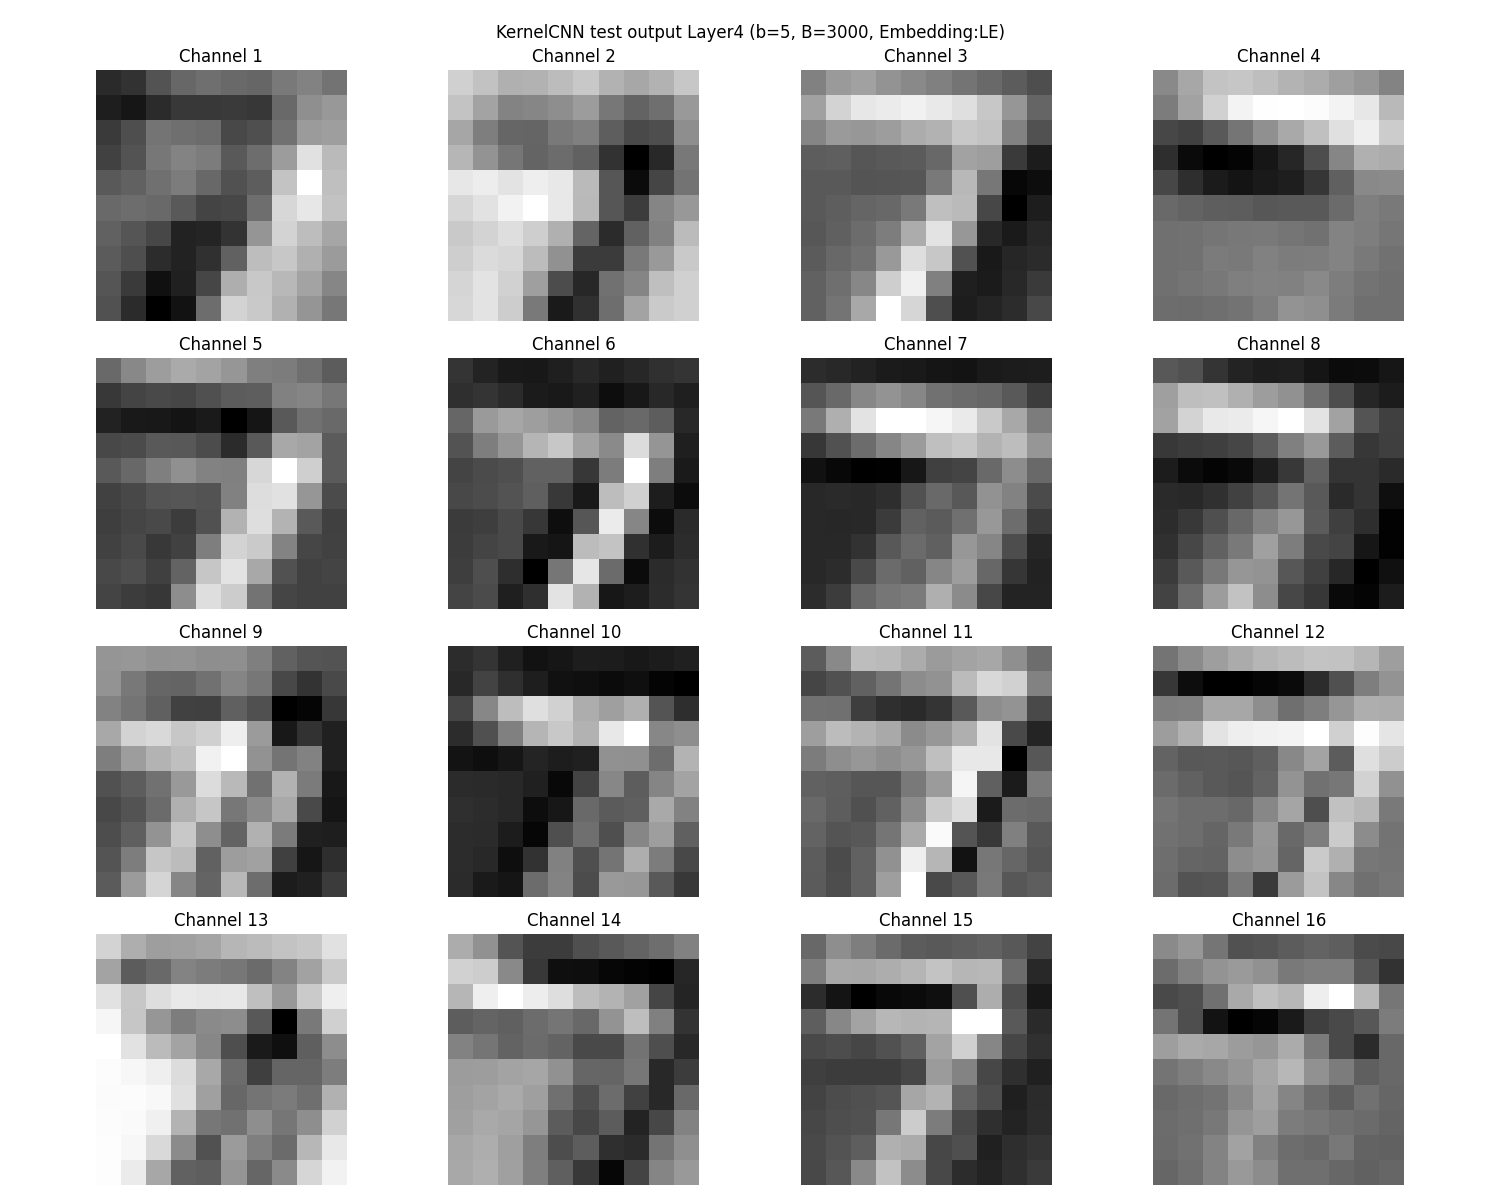 KernelCNN test output Layer4 (b=5, B=3000, Embedding:LE)
Channel 1
Channel 2
Channel 3
Channel 4
Channel 5
Channel 6
Channel 7
Channel 8
Channel 9
Channel 10
Channel 11
Channel 12
Channel 13
Channel 14
Channel 15
Channel 16